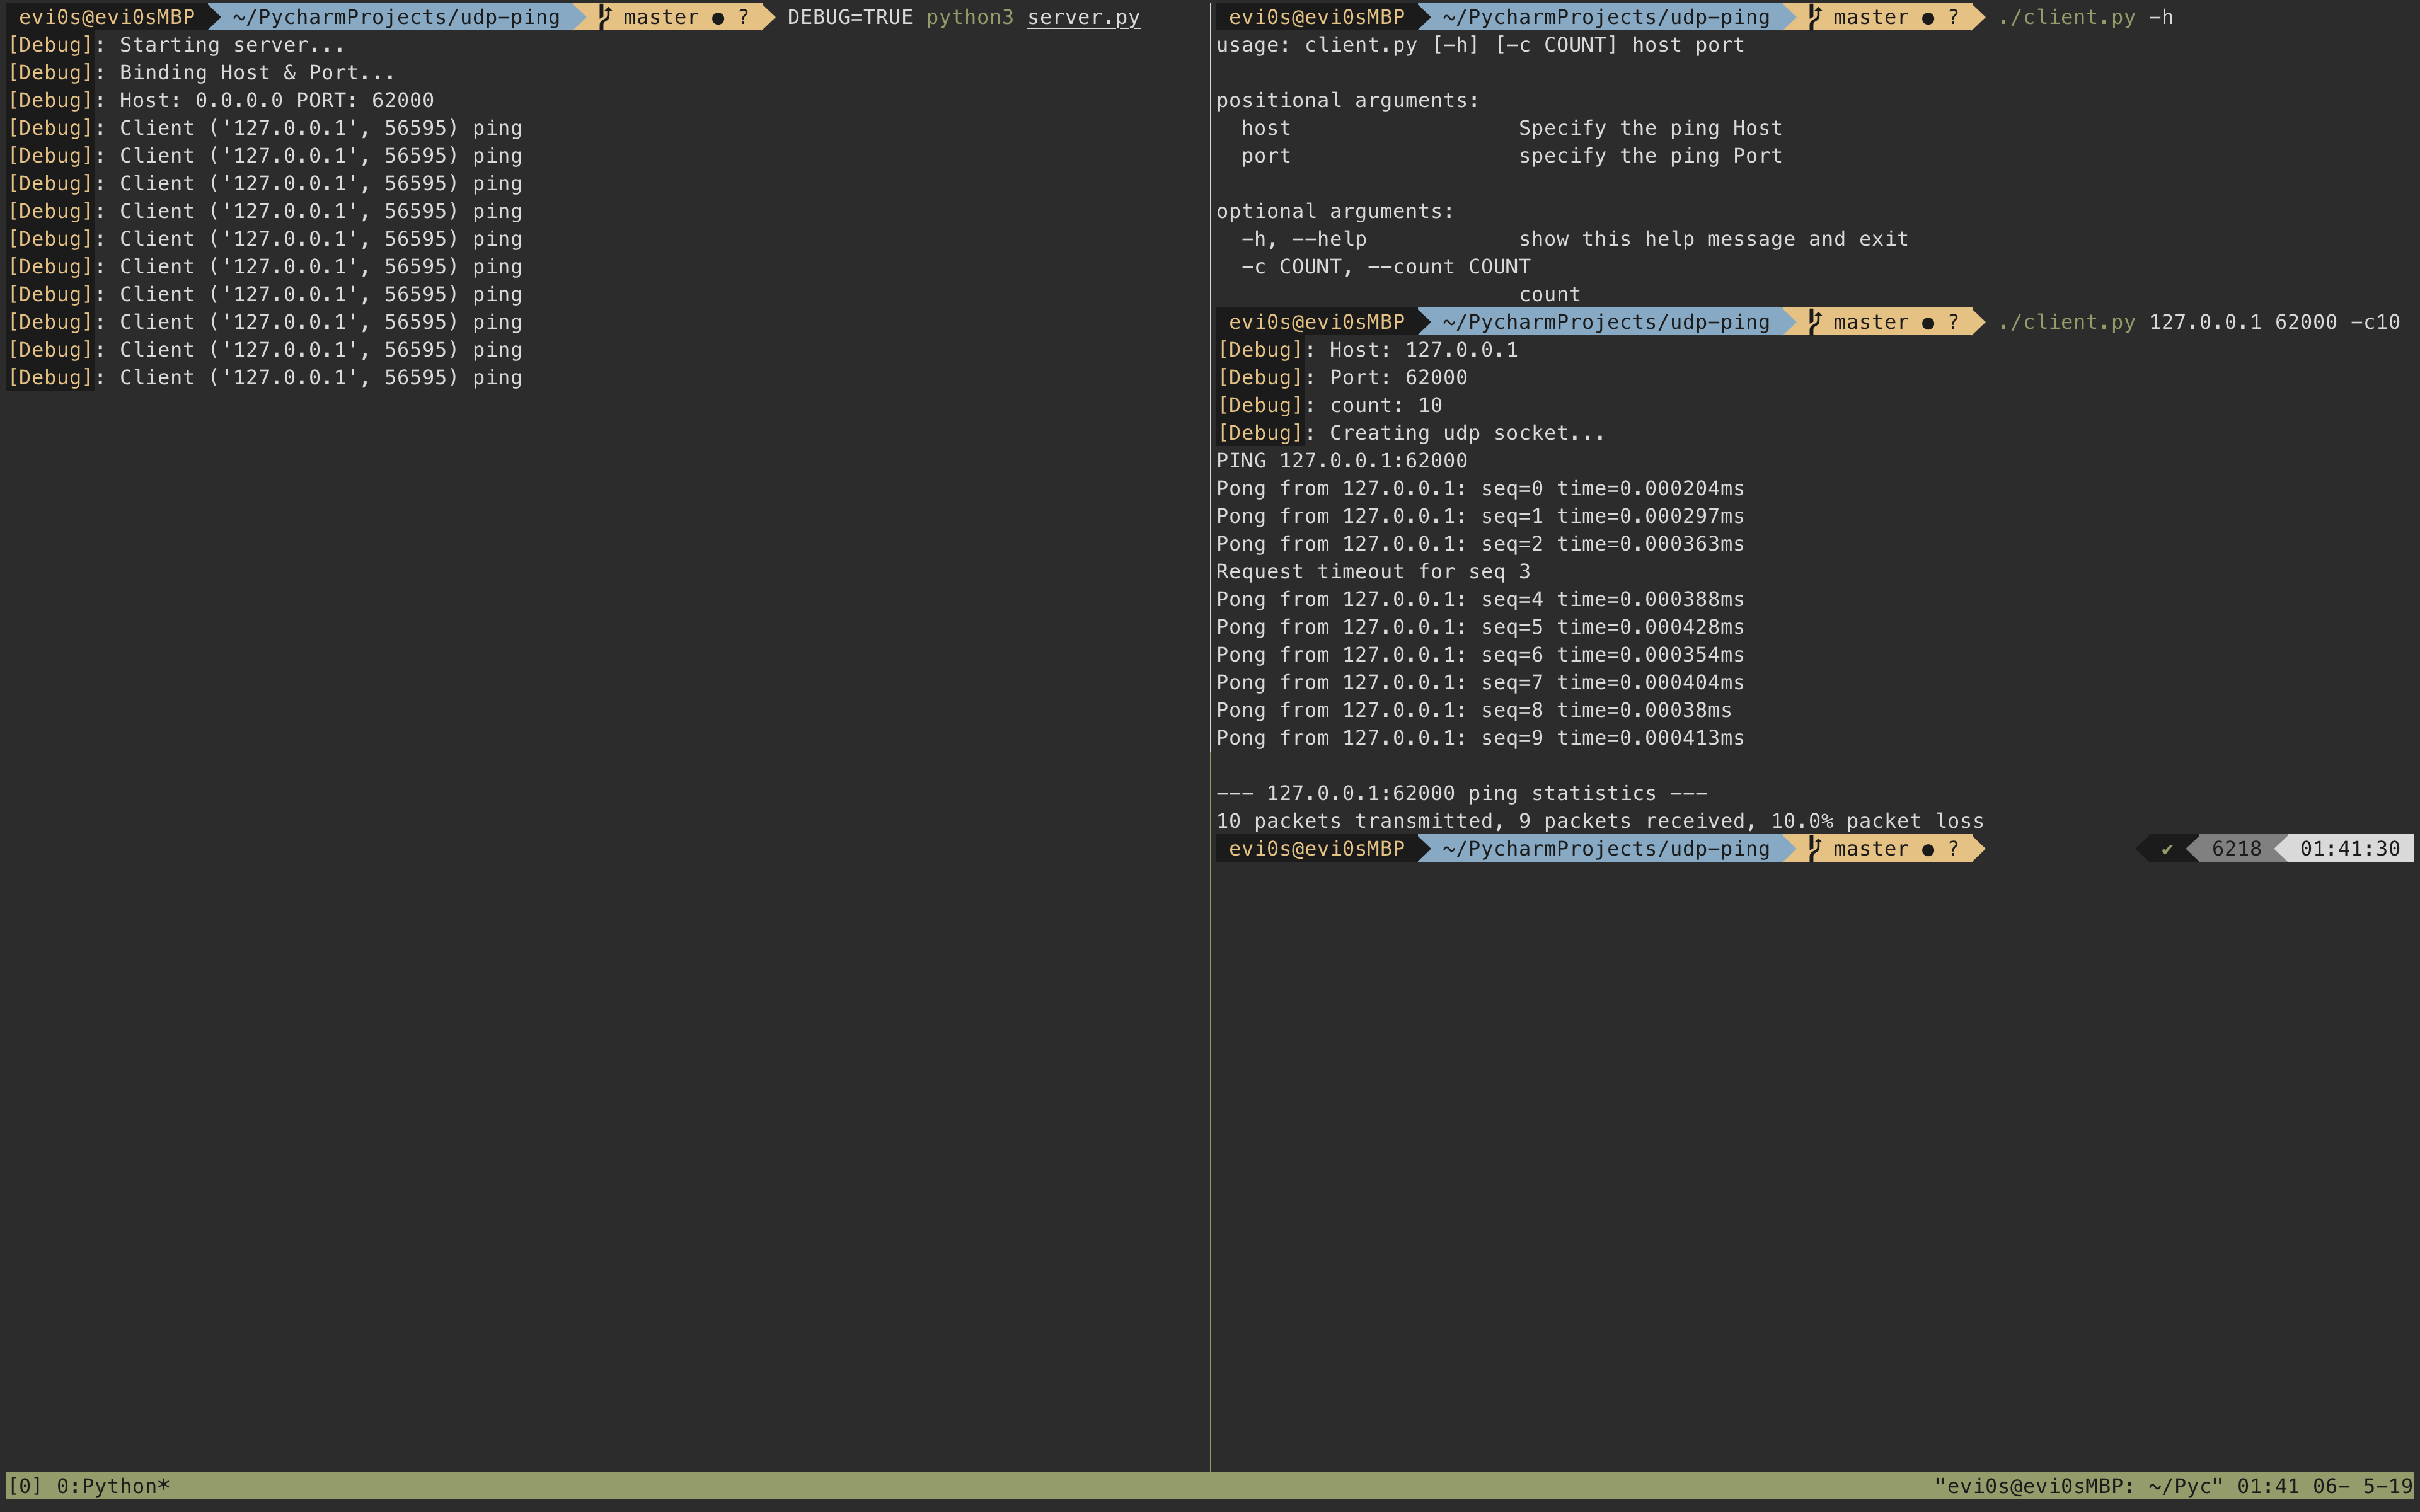 evi0s@evi0sMBP ~/PycharmProjects/udp-ping master ● ? DEBUG=TRUE python3 server.py
[Debug]: Starting server...
[Debug]: Binding Host & Port...
[Debug]: Host: 0.0.0.0 PORT: 62000
[Debug]: Client ('127.0.0.1', 56595) ping
[Debug]: Client ('127.0.0.1', 56595) ping
[Debug]: Client ('127.0.0.1', 56595) ping
[Debug]: Client ('127.0.0.1', 56595) ping
[Debug]: Client ('127.0.0.1', 56595) ping
[Debug]: Client ('127.0.0.1', 56595) ping
[Debug]: Client ('127.0.0.1', 56595) ping
[Debug]: Client ('127.0.0.1', 56595) ping
[Debug]: Client ('127.0.0.1', 56595) ping
[Debug]: Client ('127.0.0.1', 56595) ping
evi0s@evi0sMBP ~/PycharmProjects/udp-ping master ● ? ./client.py -h
usage: client.py [-h] [-c COUNT] host port
positional arguments:
  host                  Specify the ping Host
  port                  specify the ping Port
optional arguments:
  -h, --help            show this help message and exit
  -c COUNT, --count COUNT
                        count
evi0s@evi0sMBP ~/PycharmProjects/udp-ping master ● ? ./client.py 127.0.0.1 62000 -c10
[Debug]: Host: 127.0.0.1
[Debug]: Port: 62000
[Debug]: count: 10
[Debug]: Creating udp socket...
PING 127.0.0.1:62000
Pong from 127.0.0.1: seq=0 time=0.000204ms
Pong from 127.0.0.1: seq=1 time=0.000297ms
Pong from 127.0.0.1: seq=2 time=0.000363ms
Request timeout for seq 3
Pong from 127.0.0.1: seq=4 time=0.000388ms
Pong from 127.0.0.1: seq=5 time=0.000428ms
Pong from 127.0.0.1: seq=6 time=0.000354ms
Pong from 127.0.0.1: seq=7 time=0.000404ms
Pong from 127.0.0.1: seq=8 time=0.00038ms
Pong from 127.0.0.1: seq=9 time=0.000413ms
--- 127.0.0.1:62000 ping statistics ---
10 packets transmitted, 9 packets received, 10.0% packet loss
evi0s@evi0sMBP ~/PycharmProjects/udp-ping master ● ? ✔ 6218 01:41:30
[0] 0:Python* "evi0s@evi0sMBP: ~/Pyc" 01:41 06- 5-19